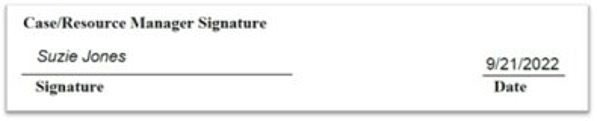 Case/Resource Manager Signature
Suzie Jones
9/21/2022
Signature
Date